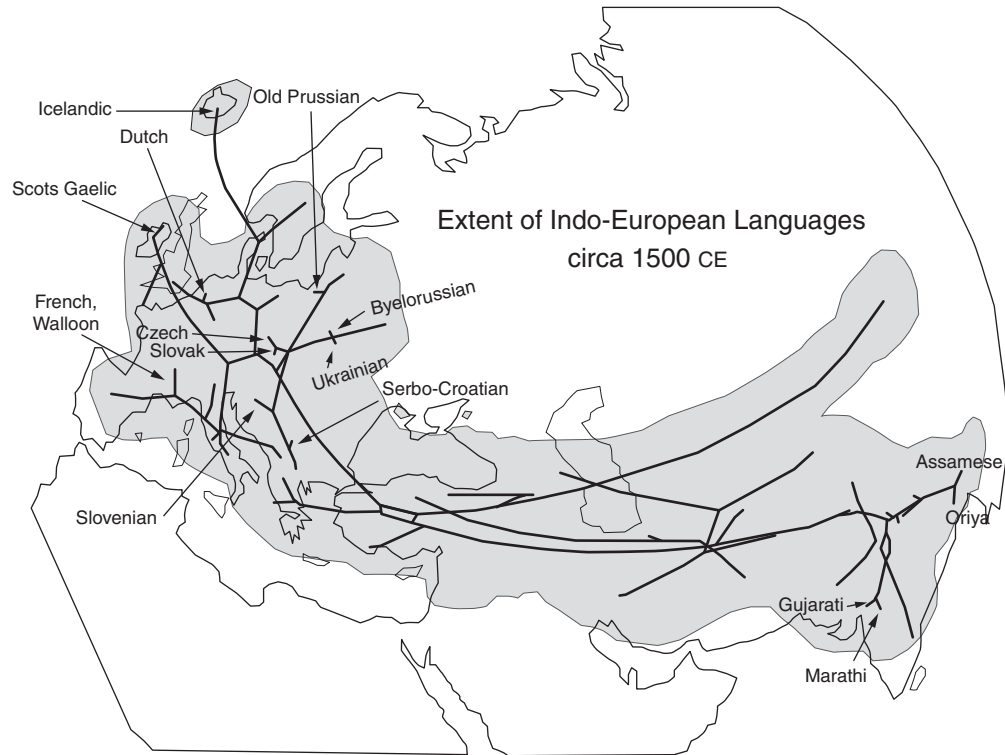 Icelandic
Old Prussian
Dutch
Scots Gaelic
Extent of Indo-European Languages
circa 1500 CE
French,
Walloon
Byelorussian
Czech
Slovak
Ukrainian
Serbo-Croatian
Slovenian
Assamese
Oriya
Gujarati
Marathi